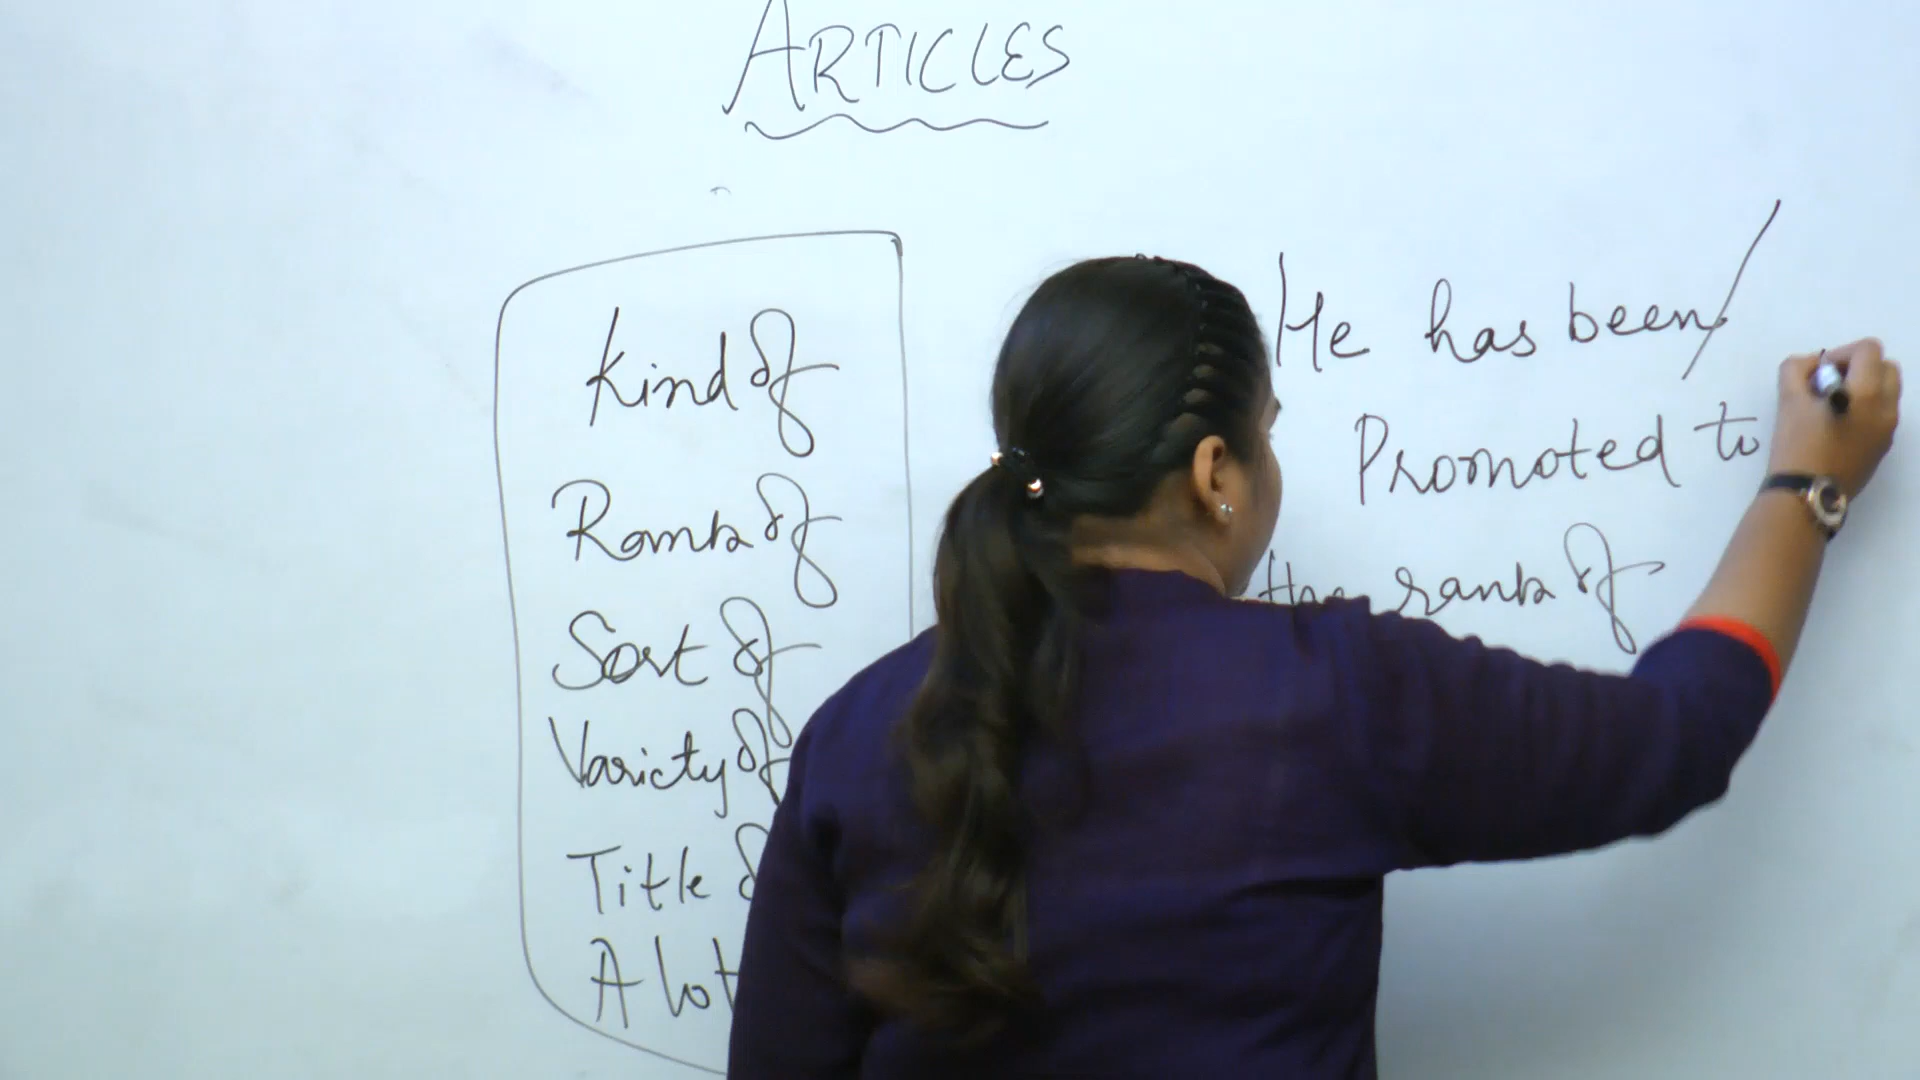 ARTICLES
Kind of
Rank of
Sort of
Variety of
Title
A lot
He has been/
Promoted to
the rank of